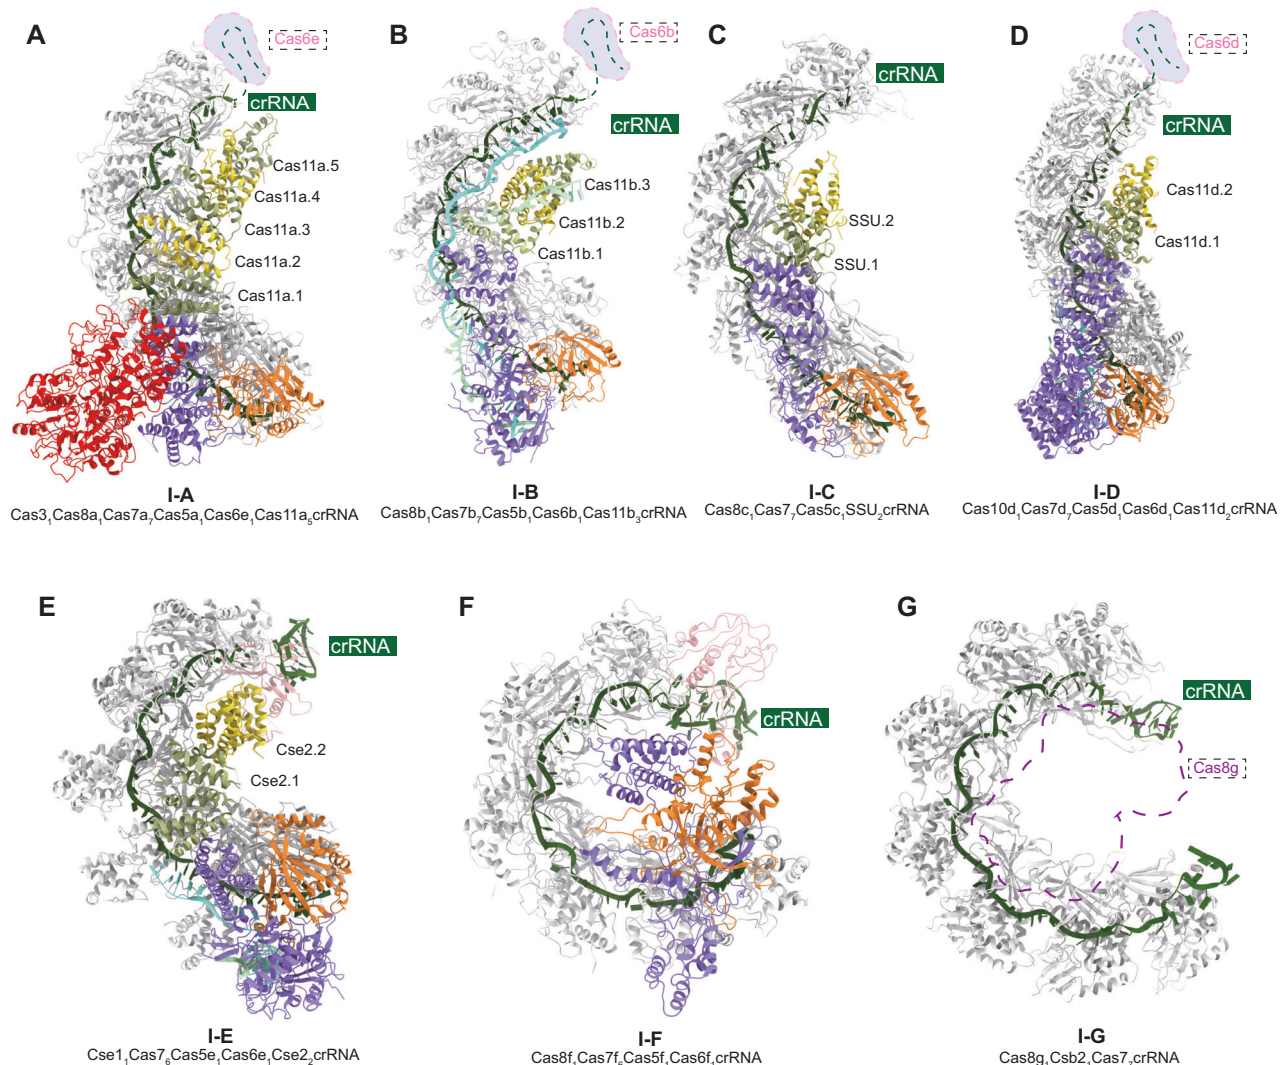 A
Cas6e
crRNA
Cas11a.5
Cas11a.4
Cas11a.3
Cas11a.2
Cas11a.1
I-A
Cas3₁Cas8a₁Cas7a₇Cas5a₁Cas6e₁Cas11a₅crRNA
B
Cas6b
crRNA
Cas11b.3
Cas11b.2
Cas11b.1
I-B
Cas8b₁Cas7b₇Cas5b₁Cas6b₁Cas11b₃crRNA
C
crRNA
SSU.2
SSU.1
I-C
Cas8c₁Cas7₇Cas5c₁SSU₂crRNA
D
Cas6d
crRNA
Cas11d.2
Cas11d.1
I-D
Cas10d₁Cas7d₇Cas5d₁Cas6d₁Cas11d₂crRNA
E
crRNA
Cse2.2
Cse2.1
I-E
Cse1₁Cas7₆Cas5e₁Cas6e₁Cse2₂crRNA
F
crRNA
I-F
Cas8f₁Cas7f₆Cas5f₁Cas6f₁crRNA
G
crRNA
Cas8g
I-G
Cas8g₁Csb2₁Cas7₇crRNA